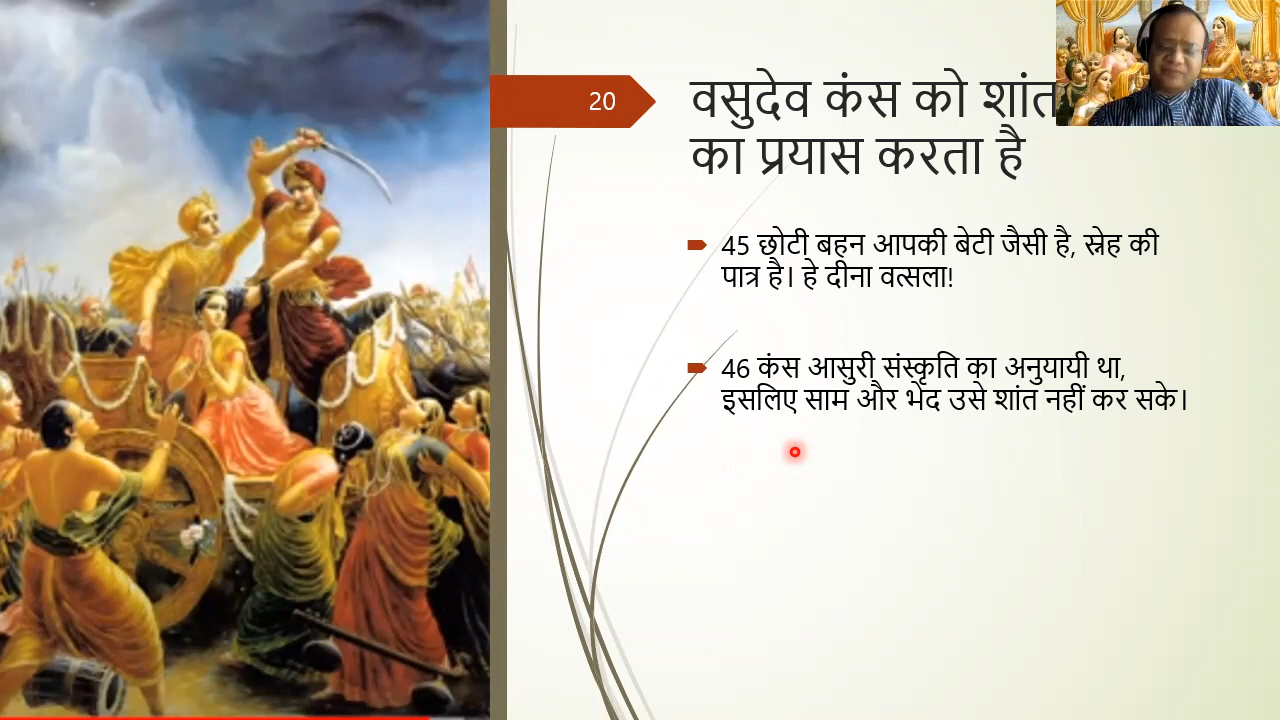 20
वसुदेव कंस को शांत
का प्रयास करता है
45 छोटी बहन आपकी बेटी जैसी है, स्नेह की
पात्र है। हे दीना वत्सला!
46 कंस आसुरी संस्कृति का अनुयायी था,
इसलिए साम और भेद उसे शांत नहीं कर सके।